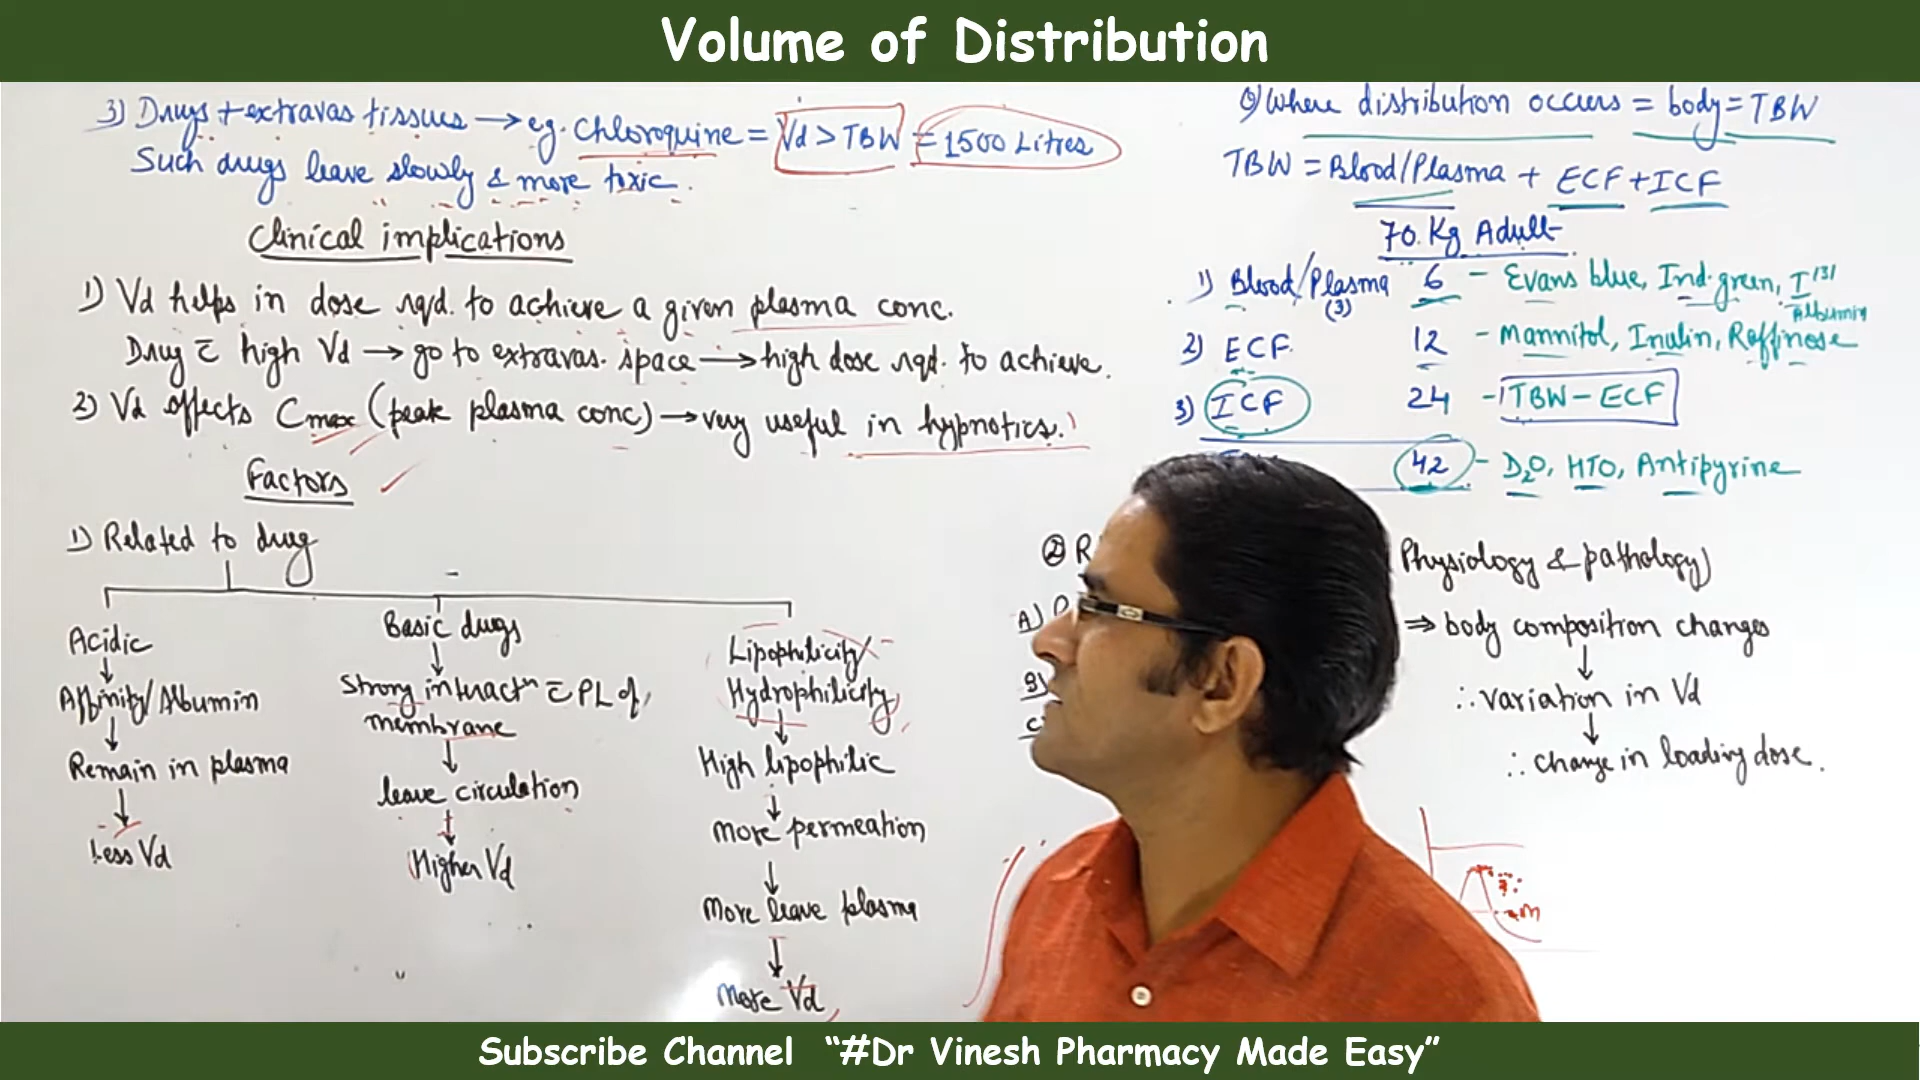 Volume of Distribution
3) Drugs + extravas tissues → eg. Chloroquine = Vd > TBW = 1500 Litres
Such drugs leave slowly & more toxic.
Clinical implications
1) Vd helps in dose rqd. to achieve a given plasma conc.
Drug c̄ high Vd → go to extravas. space → high dose rqd. to achieve.
2) Vd affects Cmax (peak plasma conc) → very useful in hypnotics.
Factors
1) Related to drug
Acidic
↓
Affinity/Albumin
↓
Remain in plasma
↓
Less Vd
Basic drugs
↓
Strong interactⁿ c̄ PL of
membrane
↓
leave circulation
↓
Higher Vd
Lipophilicity/
Hydrophilicity
↓
High lipophilic
↓
More permeation
↓
More leave plasma
↓
More Vd
Where distribution occurs = body = TBW
TBW = Blood/Plasma + ECF + ICF
70 Kg Adult
1) Blood/Plasma 6 - Evans blue, Ind. green, I¹³¹
(3) Albumin
2) ECF. 12 - Mannitol, Inulin, Raffinose
3) ICF 24 - TBW - ECF
42 - D₂O, HTO, Antipyrine
② Physiology & pathology)
A) ⇒ body composition changes
↓
B) ∴ variation in Vd
↓
C) ∴ change in loading dose.
Subscribe Channel “#Dr Vinesh Pharmacy Made Easy”